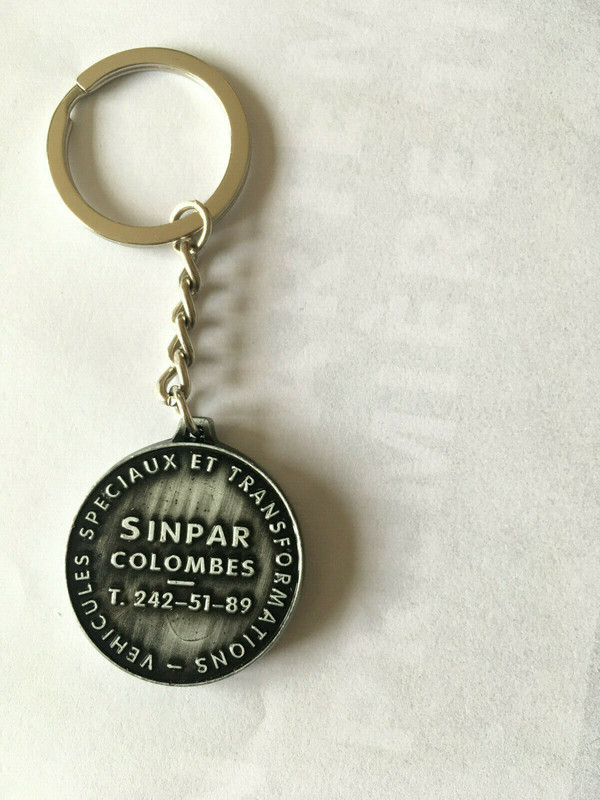 VEHICULES SPECIAUX ET TRANSFORMATIONS –
SINPAR
COLOMBES
T. 242–51–89